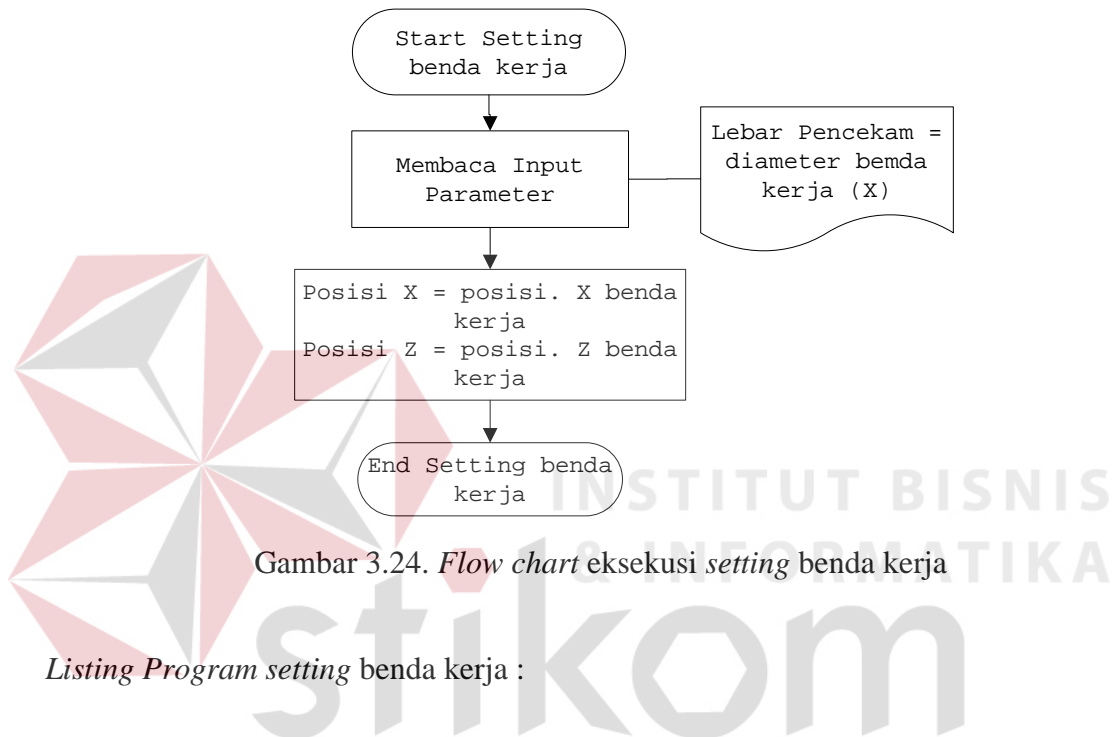 Start Setting
benda kerja
Membaca Input
Parameter
Lebar Pencekam =
diameter bemda
kerja (X)
Posisi X = posisi. X benda
kerja
Posisi Z = posisi. Z benda
kerja
End Setting benda
kerja
INSTITUT BISNIS
& INFORMATIKA
stikom
Gambar 3.24. Flow chart eksekusi setting benda kerja
Listing Program setting benda kerja :